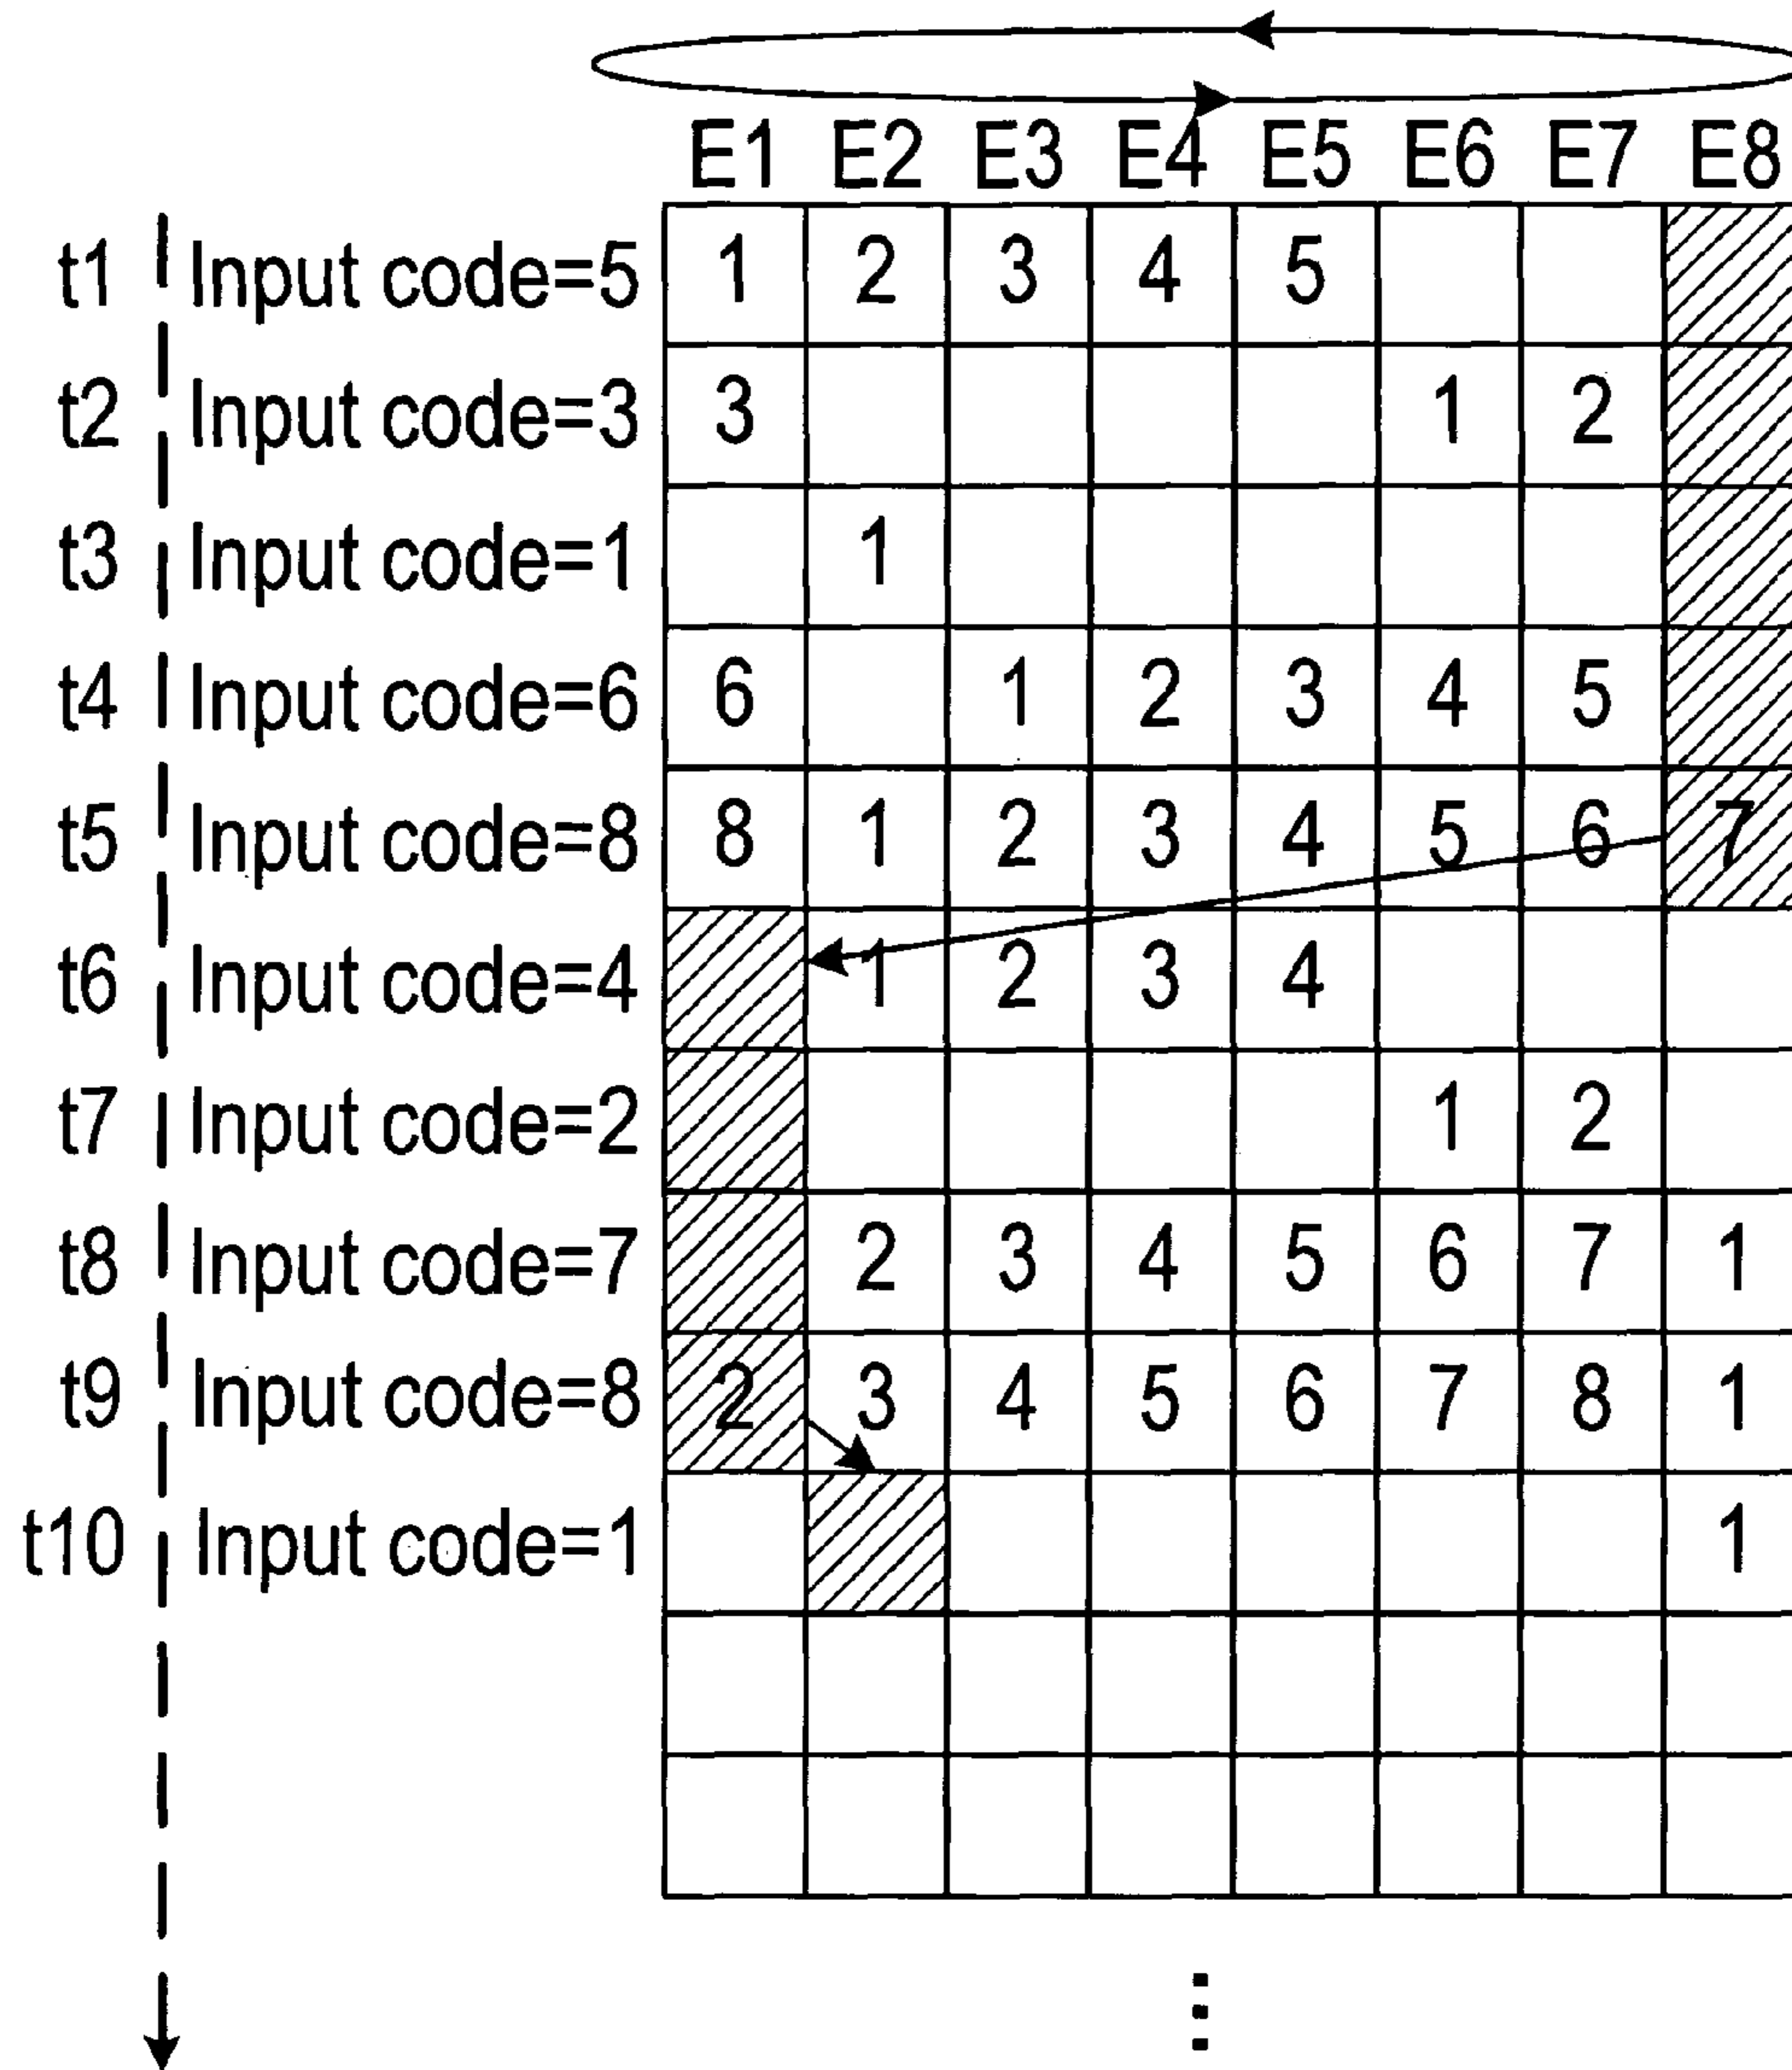 E1 E2 E3 E4 E5 E6 E7 E8
t1 Input code=5 1 2 3 4 5
t2 Input code=3 3 1 2
t3 Input code=1 1
t4 Input code=6 6 1 2 3 4 5
t5 Input code=8 8 1 2 3 4 5 6 7
t6 Input code=4 1 2 3 4
t7 Input code=2 1 2
t8 Input code=7 2 3 4 5 6 7 1
t9 Input code=8 2 3 4 5 6 7 8 1
t10 Input code=1 1